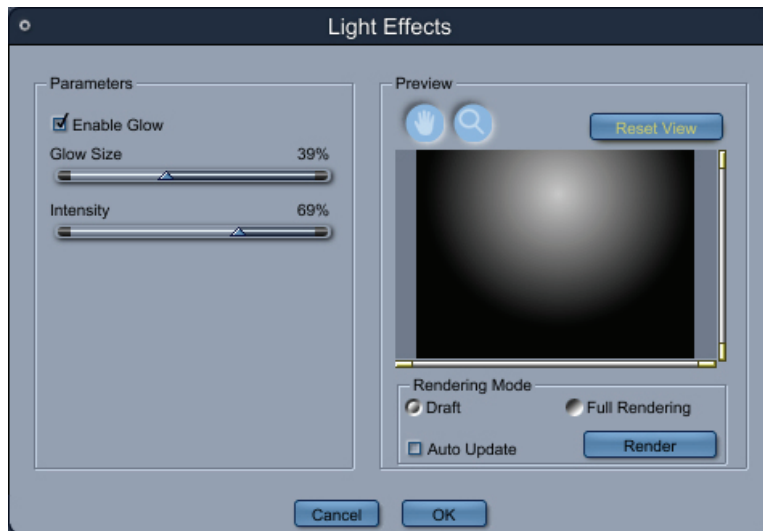 Light Effects
Parameters
Enable Glow
Glow Size 39%
Intensity 69%
Preview
Reset View
Rendering Mode
Draft Full Rendering
Auto Update Render
Cancel OK